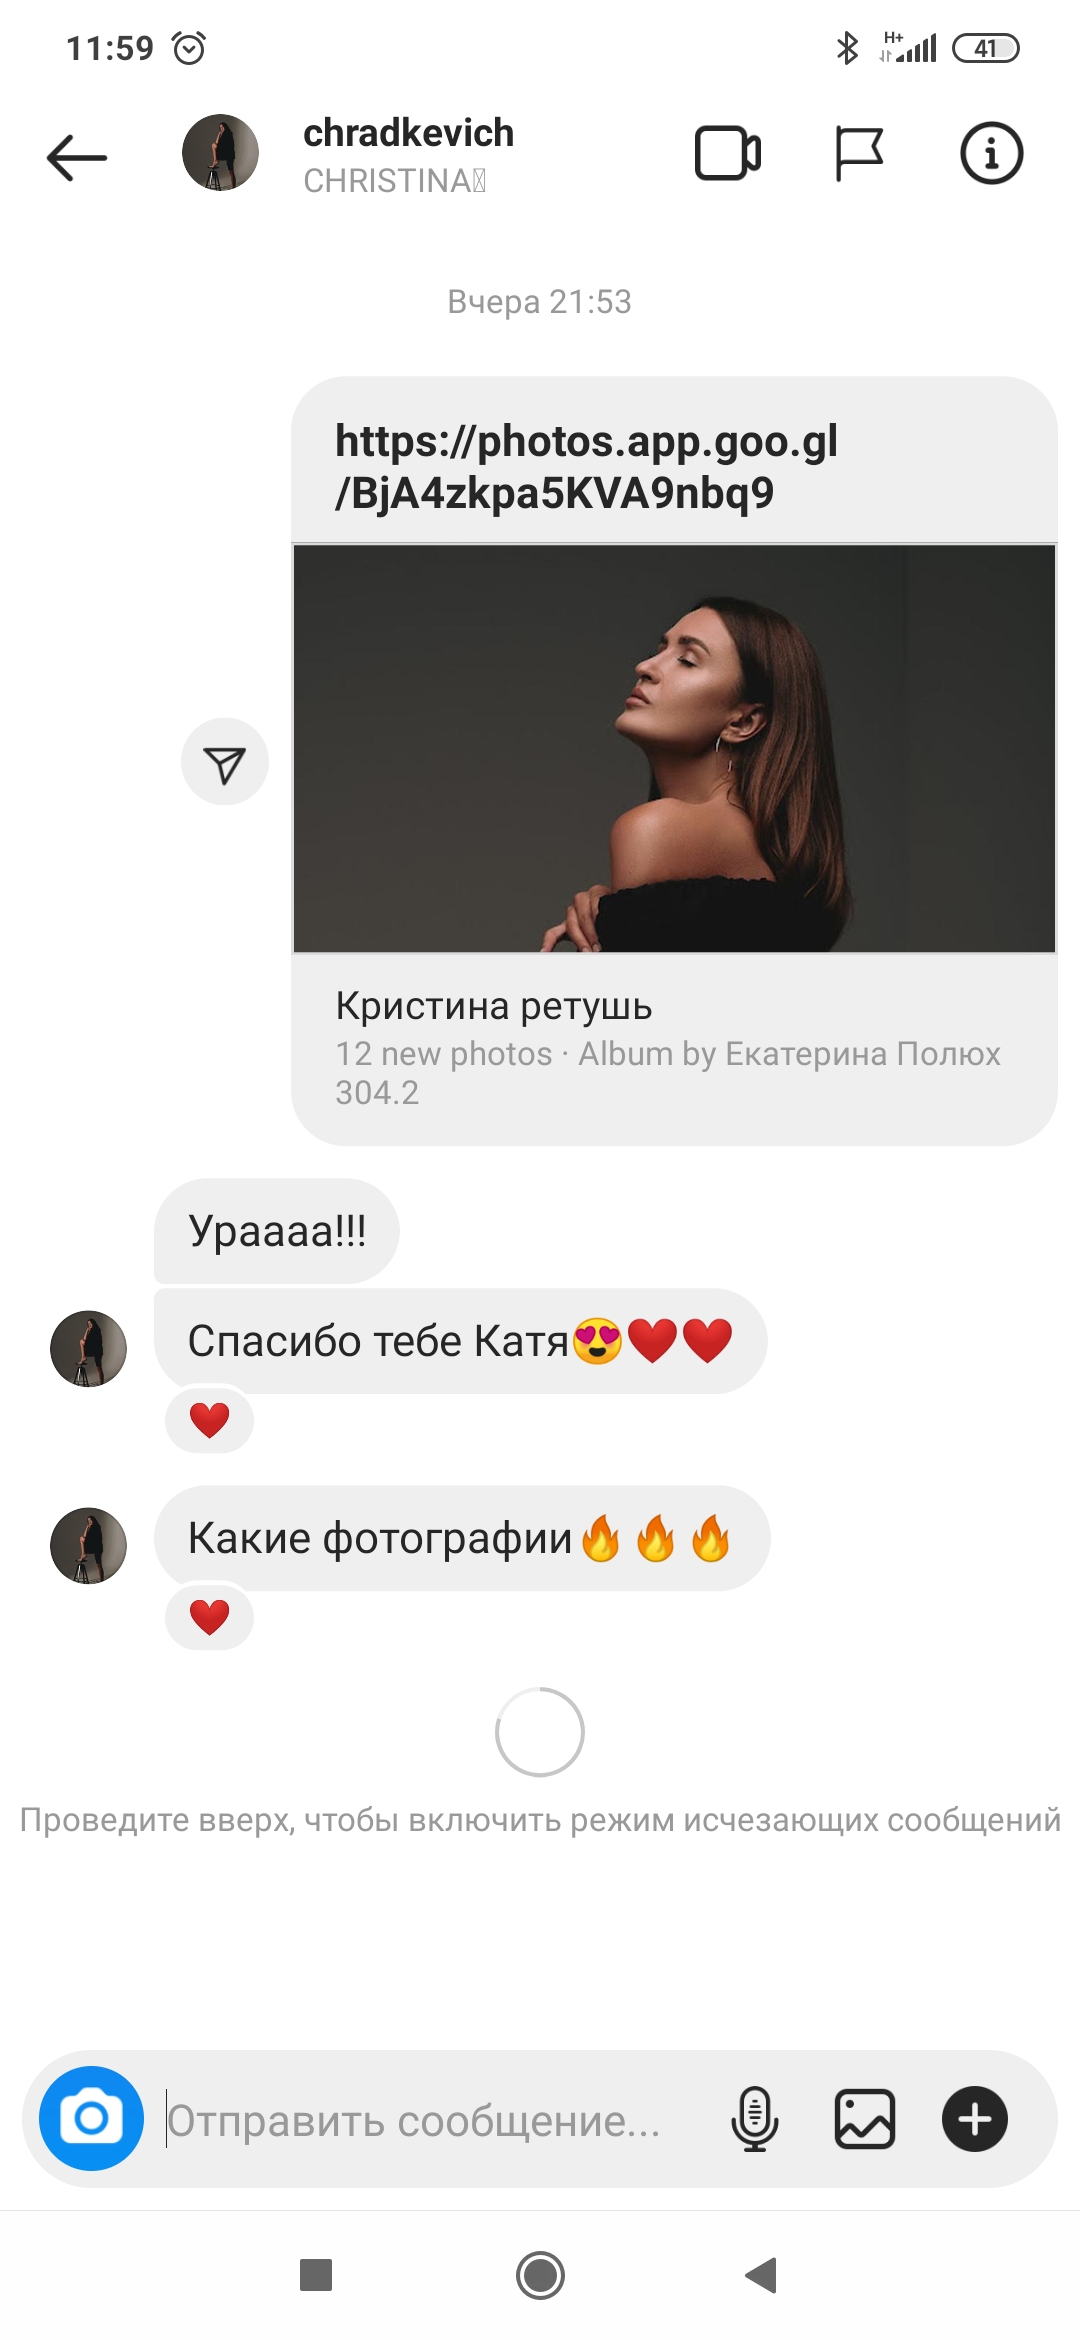 11:59
H+
41
chradkevich
CHRISTINA
Вчера 21:53
https://photos.app.goo.gl
/BjA4zkpa5KVA9nbq9
Кристина ретушь
12 new photos · Album by Екатерина Полюх
304.2
Ураааа!!!
Спасибо тебе Катя😍❤️❤️
❤️
Какие фотографии🔥🔥🔥
❤️
Проведите вверх, чтобы включить режим исчезающих сообщений
Отправить сообщение...